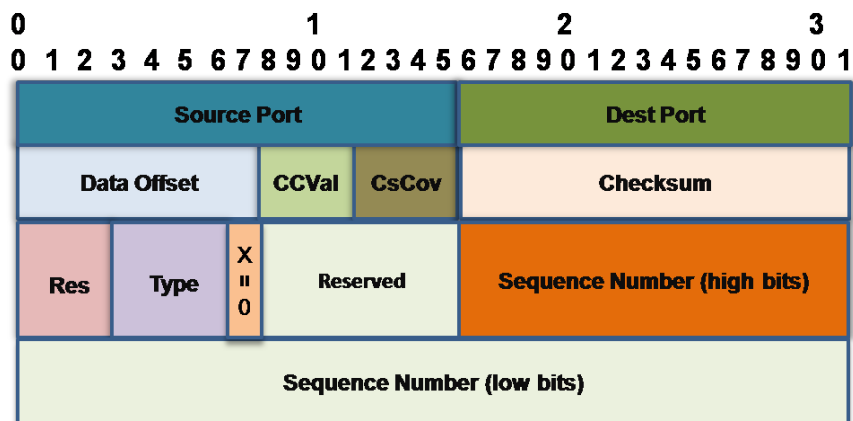 0 1 2 3
0 1 2 3 4 5 6 7 8 9 0 1 2 3 4 5 6 7 8 9 0 1 2 3 4 5 6 7 8 9 0 1
Source Port Dest Port
Data Offset CCVal CsCov Checksum
Res Type X = 0 Reserved Sequence Number (high bits)
Sequence Number (low bits)